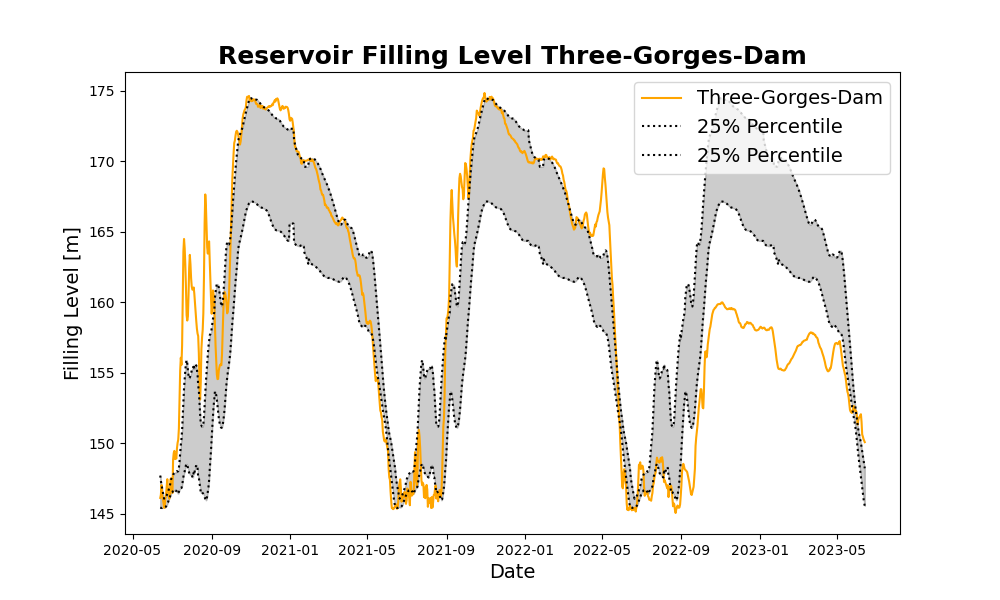 Reservoir Filling Level Three-Gorges-Dam
Three-Gorges-Dam
25% Percentile
25% Percentile
Filling Level [m]
175
170
165
160
155
150
145
2020-05 2020-09 2021-01 2021-05 2021-09 2022-01 2022-05 2022-09 2023-01 2023-05
Date